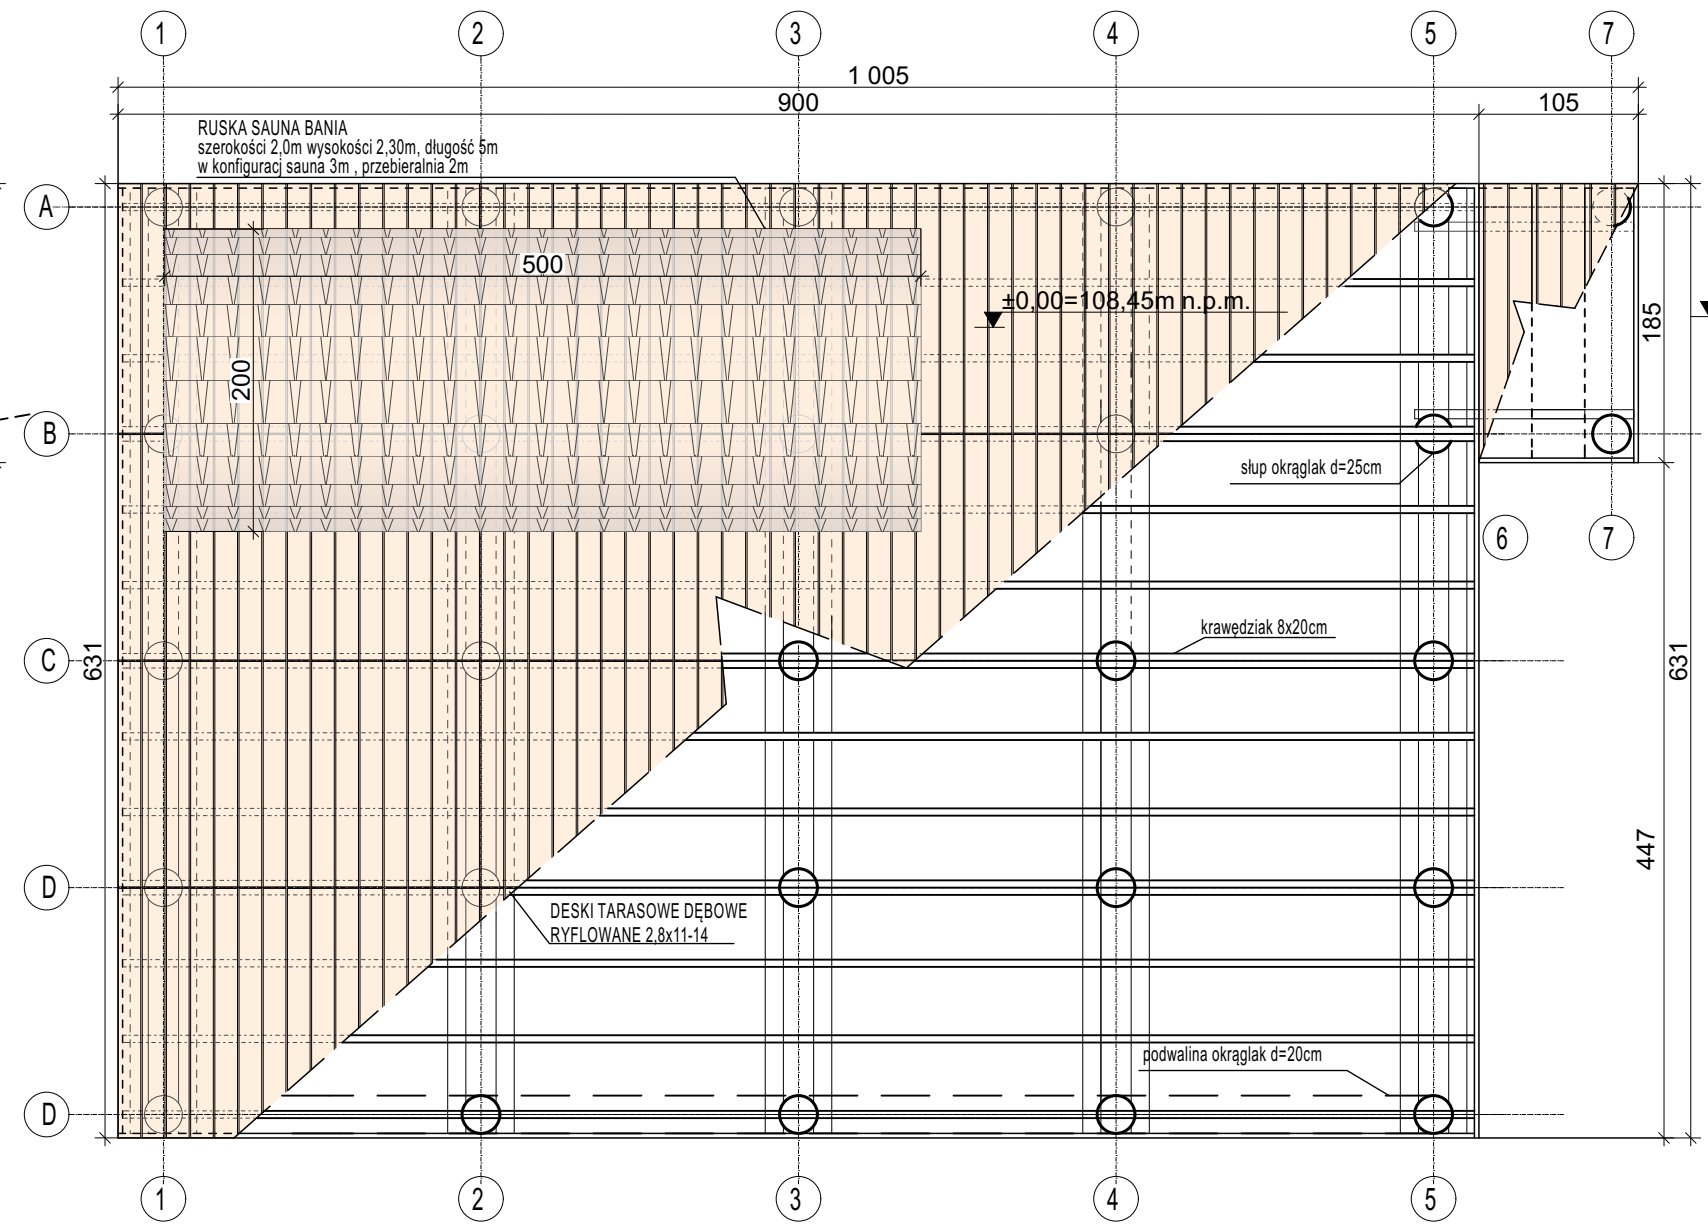 1
2
3
4
5
7
1 005
900
105
RUSKA SAUNA BANIA
szerokości 2,0m wysokości 2,30m, długość 5m
w konfiguracj sauna 3m , przebieralnia 2m
A
500
±0,00=108,45m n.p.m.
185
200
B
słup okrąglak d=25cm
6
7
krawędziak 8x20cm
C
631
631
447
D
DESKI TARASOWE DĘBOWE
RYFLOWANE 2,8x11-14
podwalina okrąglak d=20cm
D
1
2
3
4
5